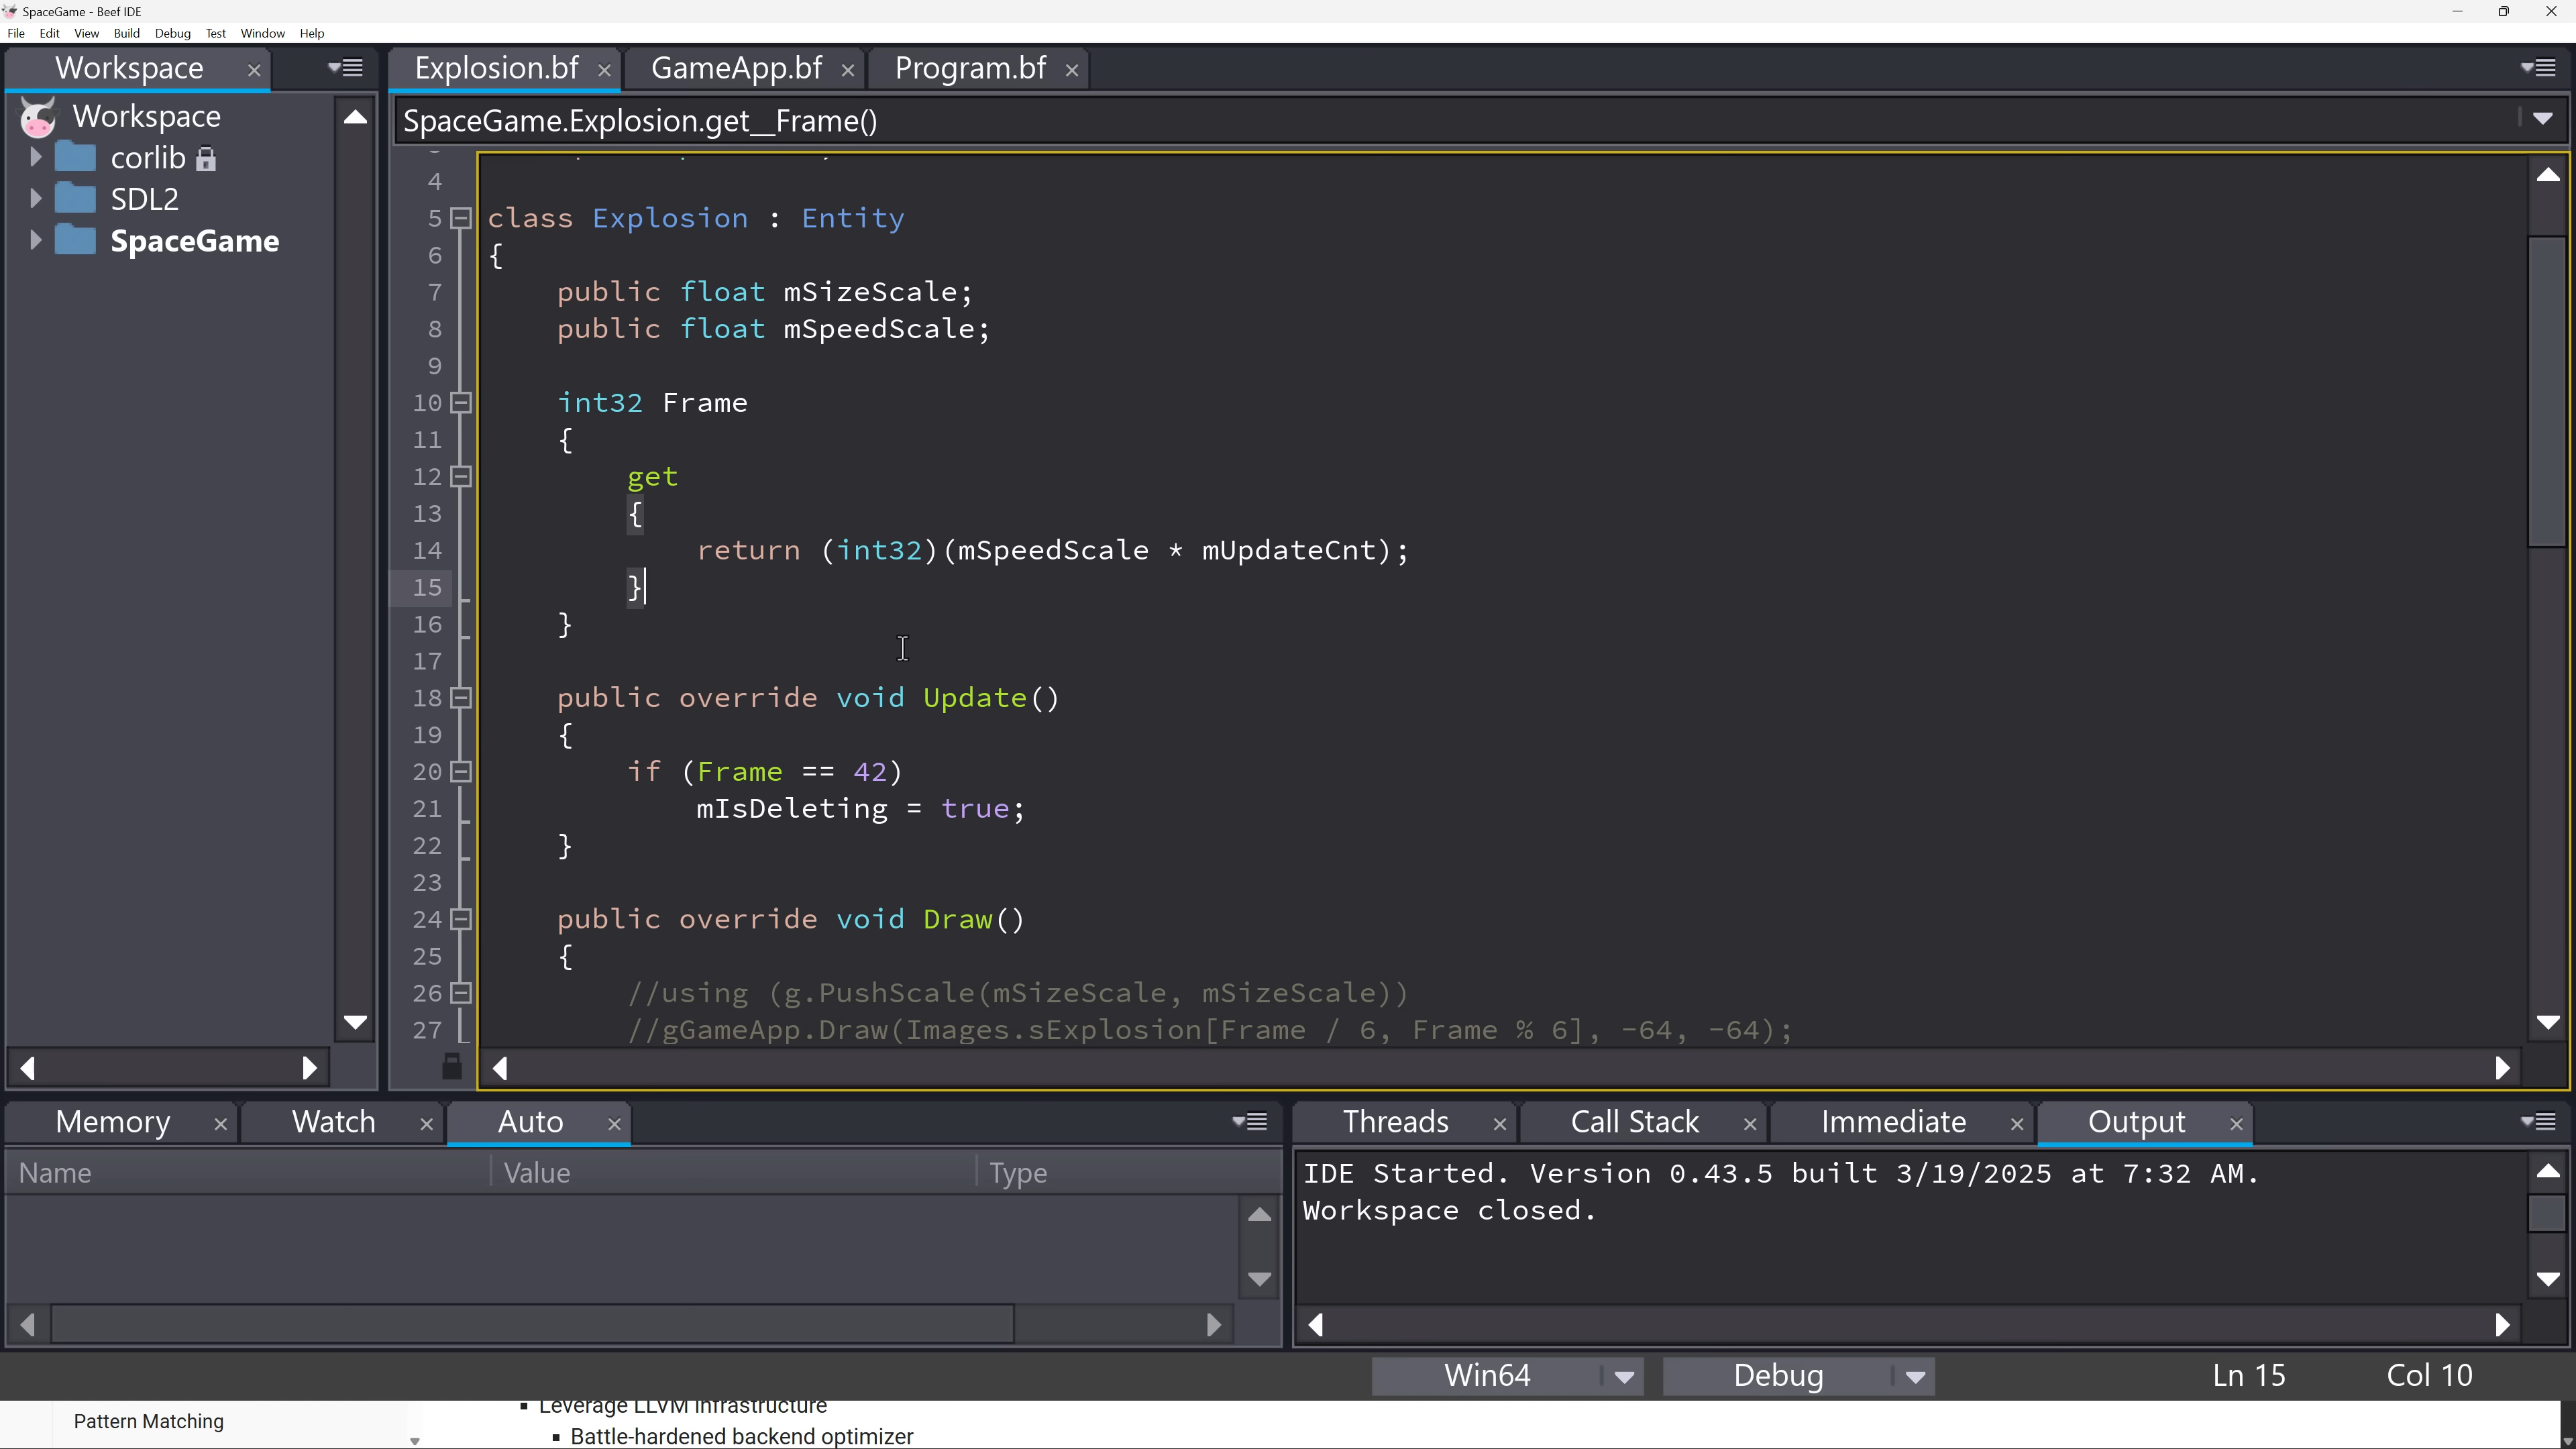 SpaceGame - Beef IDE
File Edit View Build Debug Test Window Help
Workspace
Explosion.bf GameApp.bf Program.bf
Workspace
corlib
SDL2
SpaceGame
SpaceGame.Explosion.get__Frame()
4
5 class Explosion : Entity
6 {
7 public float mSizeScale;
8 public float mSpeedScale;
9
10 int32 Frame
11 {
12 get
13 {
14 return (int32)(mSpeedScale * mUpdateCnt);
15 }
16 }
17
18 public override void Update()
19 {
20 if (Frame == 42)
21 mIsDeleting = true;
22 }
23
24 public override void Draw()
25 {
26 //using (g.PushScale(mSizeScale, mSizeScale))
27 //gGameApp.Draw(Images.sExplosion[Frame / 6, Frame % 6], -64, -64);
Memory Watch Auto
Name Value Type
Threads Call Stack Immediate Output
IDE Started. Version 0.43.5 built 3/19/2025 at 7:32 AM.
Workspace closed.
Win64 Debug Ln 15 Col 10
Pattern Matching
▪ Leverage LLVM infrastructure
▪ Battle-hardened backend optimizer